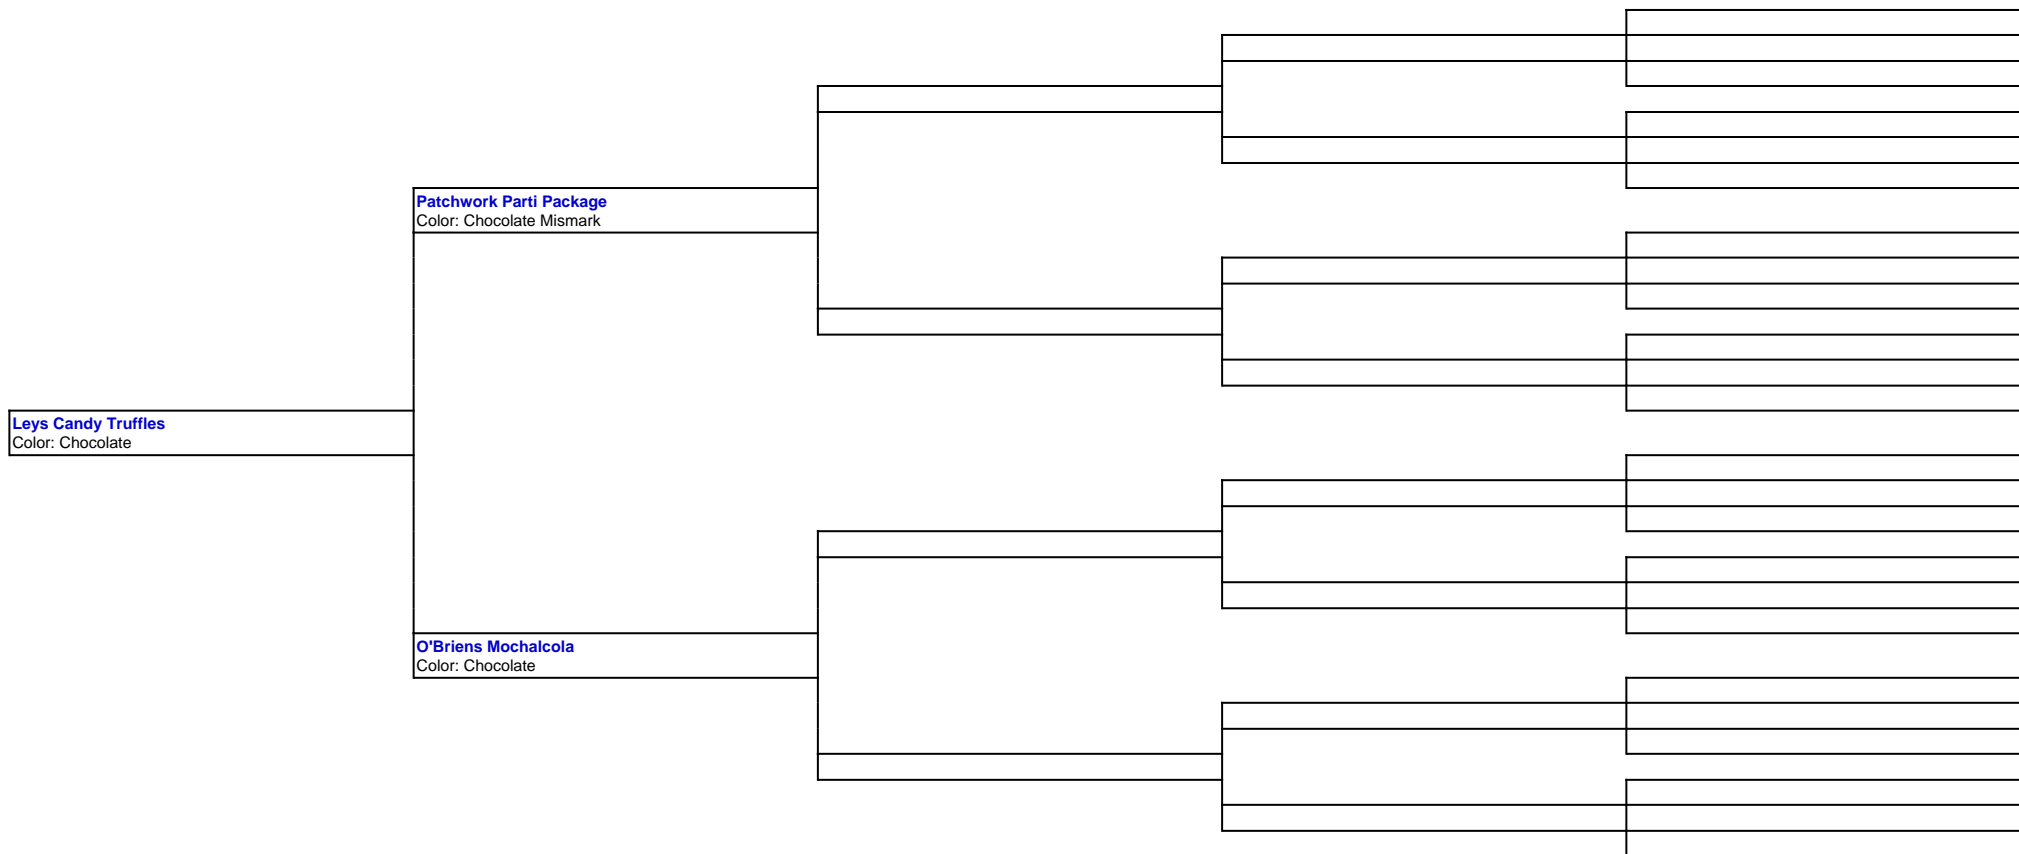 Patchwork Parti Package
Color: Chocolate Mismark
Leys Candy Truffles
Color: Chocolate
O'Briens Mochalcola
Color: Chocolate